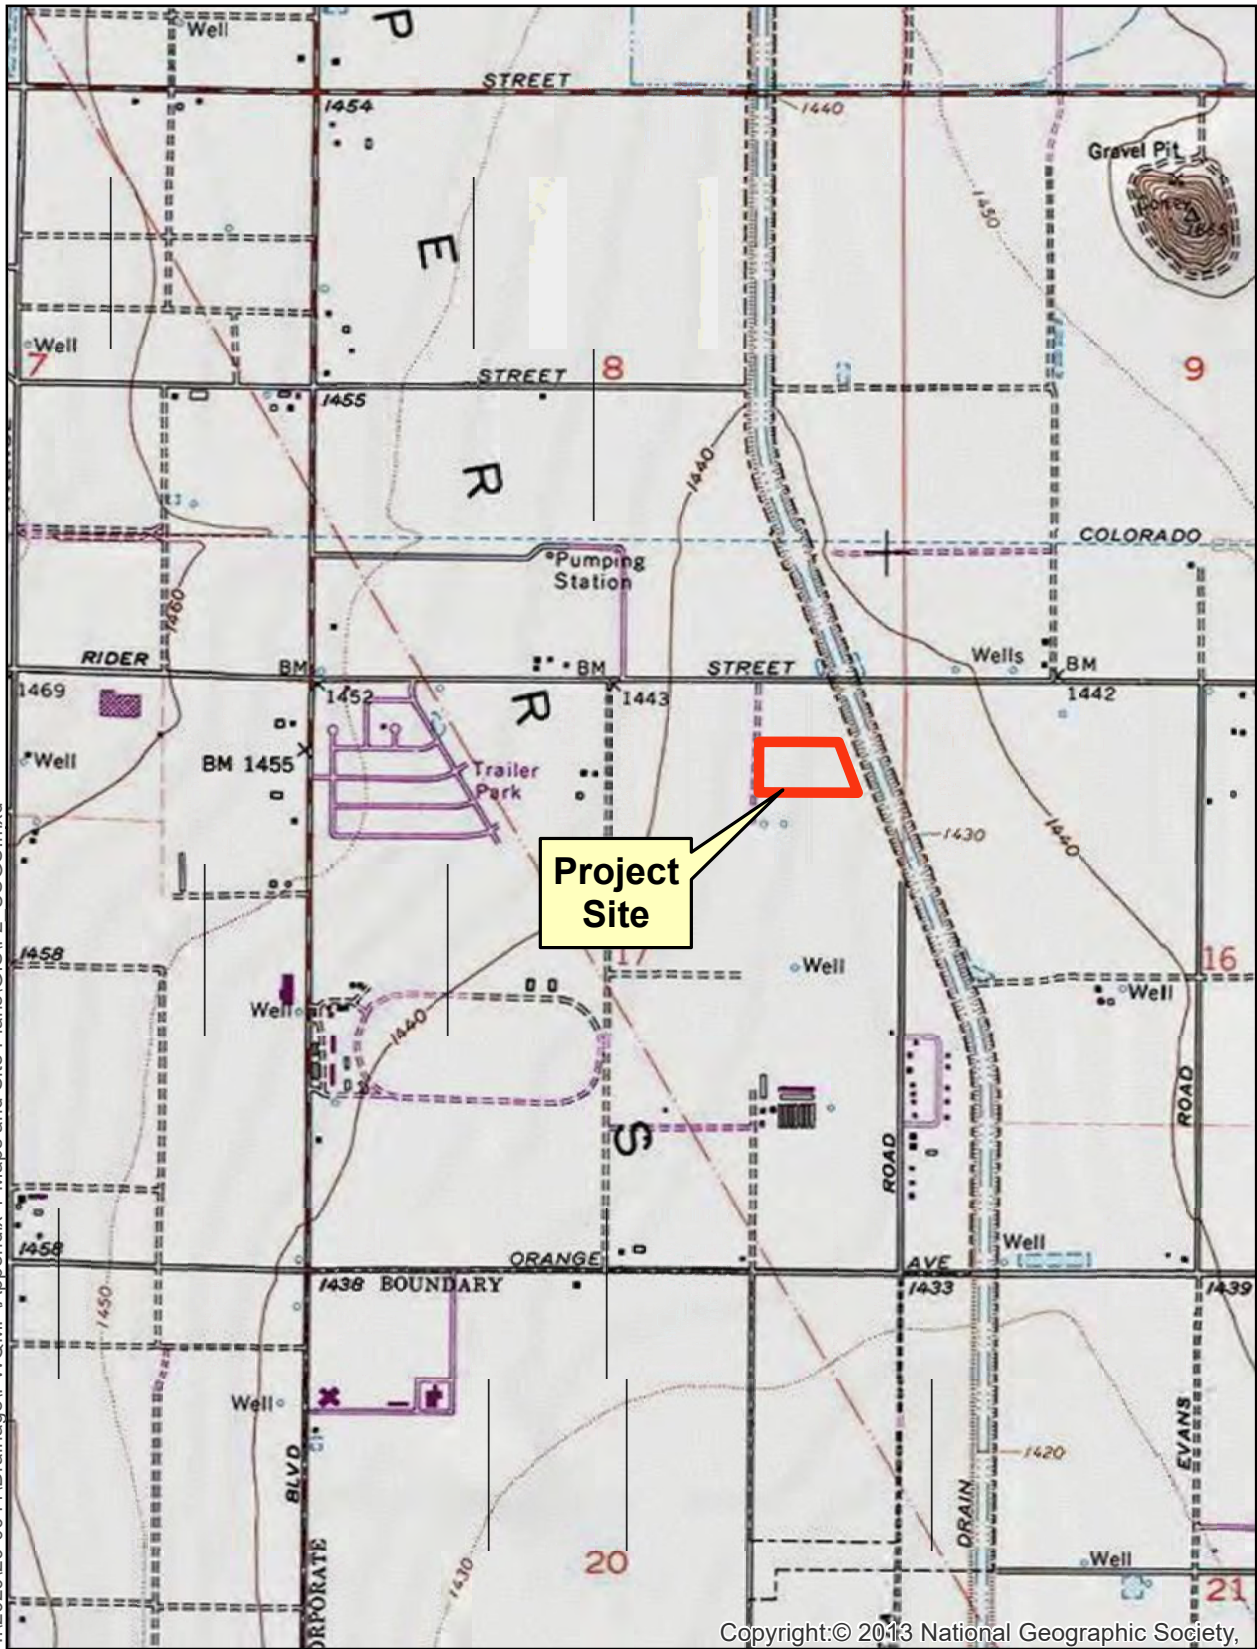 P
Well
STREET
1454
1440
Gravel Pit
1450
E
Well
7
STREET
8
9
1455
R
1440
COLORADO
Pumping
Station
1460
RIDER
BM
BM
STREET
Wells
BM
1469
1452
R
1443
1442
Well
BM 1455
Trailer
Park
1430
1440
Project
Site
1458
17
Well
16
Well
Well
1440
ROAD
S
ROAD
1458
ORANGE
Well
AVE
1438
BOUNDARY
1433
1439
1450
Well
EVANS
BLVD
1420
DRAIN
1430
20
Well
21
Copyright:© 2013 National Geographic Society,